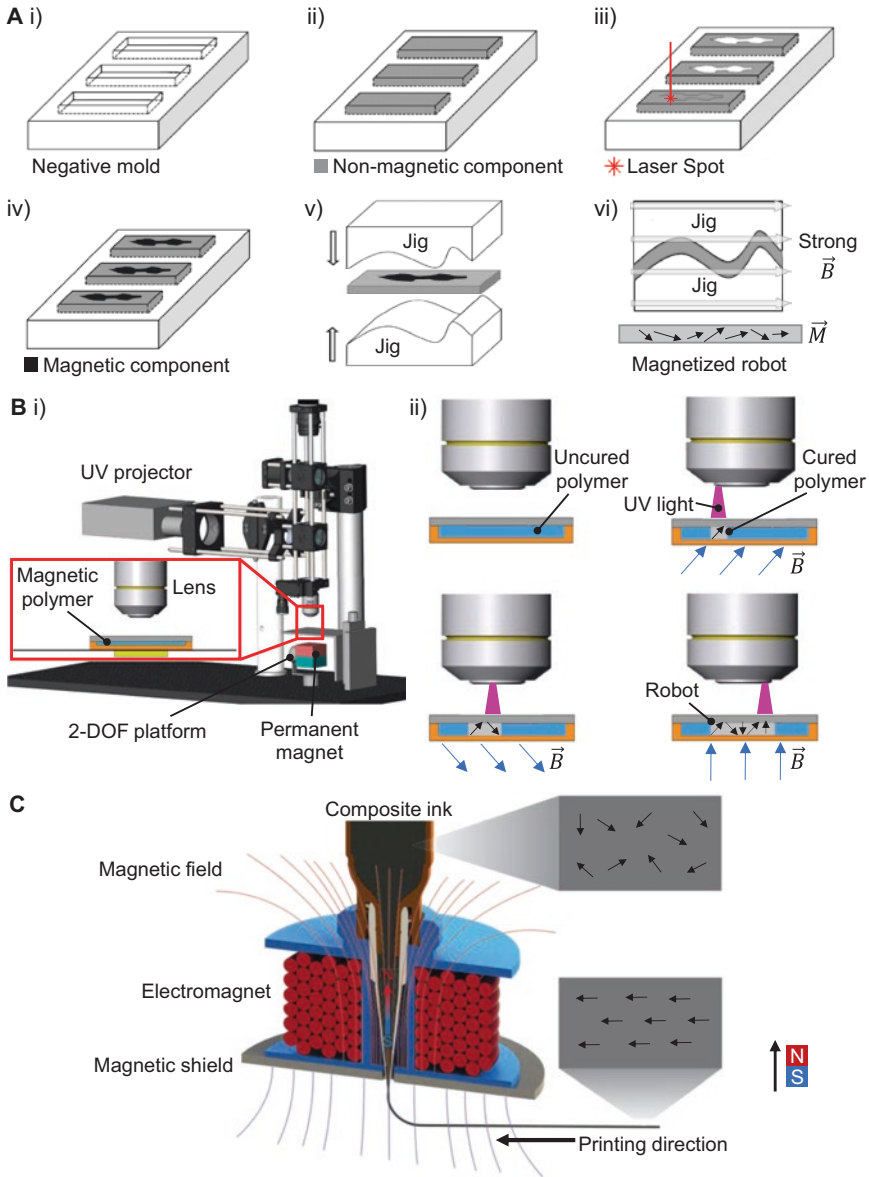 A i)
ii)
iii)
Negative mold
Non-magnetic component
Laser Spot
iv)
v)
vi)
Jig
Jig
Jig
Jig
Strong
B
M
Magnetic component
Magnetized robot
B i)
ii)
UV projector
Magnetic
polymer
Lens
2-DOF platform
Permanent
magnet
Uncured
polymer
Cured
polymer
UV light
B
B
Robot
B
C
Composite ink
Magnetic field
Electromagnet
Magnetic shield
N
S
N
S
Printing direction